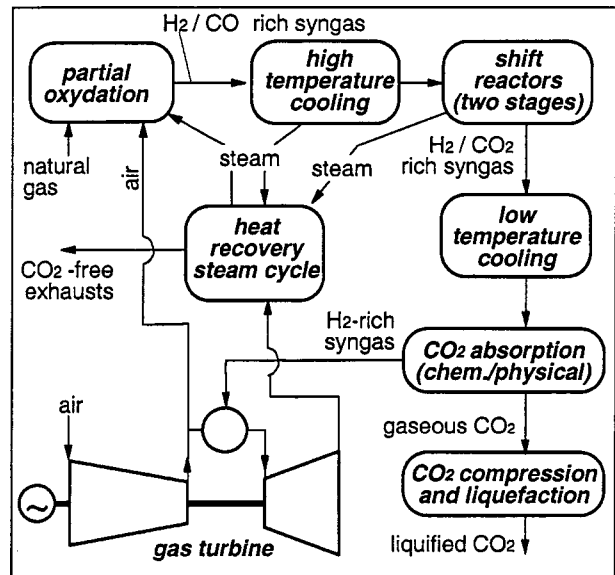 H2 / CO rich syngas
partial
oxydation
high
temperature
cooling
shift
reactors
(two stages)
natural
gas
air
steam
steam
H2 / CO2
rich syngas
heat
recovery
steam cycle
low
temperature
cooling
CO2 -free
exhausts
H2-rich
syngas
CO2 absorption
(chem./physical)
air
gaseous CO2
CO2 compression
and liquefaction
~
gas turbine
liquified CO2